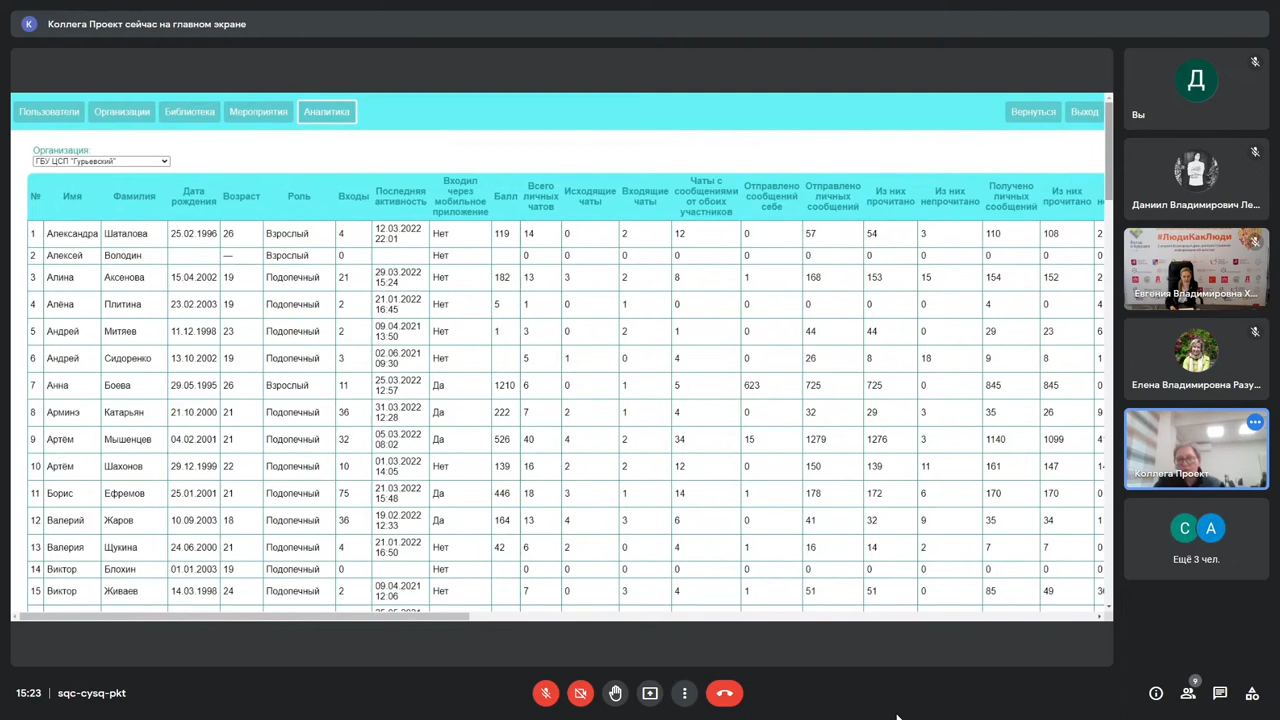 К Коллега Проект сейчас на главном экране
Пользователи Организации Библиотека Мероприятия Аналитика Вернуться Выход
Организация:
ГБУ ЦСП "Гурьевский"
№ Имя Фамилия Дата рождения Возраст Роль Входы Последняя активность Входил через мобильное приложение Балл Всего личных чатов Исходящие чаты Входящие чаты Чаты с сообщениями от обоих участников Отправлено сообщений себе Отправлено личных сообщений Из них прочитано Из них непрочитано Получено личных сообщений Из них прочитано
1 Александра Шаталова 25.02.1996 26 Взрослый 4 12.03.2022 22:01 Нет 119 14 0 2 12 0 57 54 3 110 108 2
2 Алексей Володин — Взрослый 0 Нет 0 0 0 0 0 0 0 0 0 0 0
3 Алина Аксенова 15.04.2002 19 Подопечный 21 29.03.2022 15:24 Нет 182 13 3 2 8 1 168 153 15 154 152 2
4 Алёна Плитина 23.02.2003 19 Подопечный 2 21.01.2022 16:45 Нет 5 1 0 1 0 0 0 0 0 4 0 4
5 Андрей Митяев 11.12.1998 23 Подопечный 2 09.04.2021 13:50 Нет 1 3 0 2 1 0 44 44 0 29 23 6
6 Андрей Сидоренко 13.10.2002 19 Подопечный 3 02.06.2021 09:30 Нет 5 1 0 4 0 26 8 18 9 8 1
7 Анна Боева 29.05.1995 26 Взрослый 11 25.03.2022 12:57 Да 1210 6 0 1 5 623 725 725 0 845 845 0
8 Арминэ Катарьян 21.10.2000 21 Подопечный 36 31.03.2022 12:28 Да 222 7 2 1 4 0 32 29 3 35 26 9
9 Артём Мышенцев 04.02.2001 21 Подопечный 32 05.03.2022 08:02 Да 526 40 4 2 34 15 1279 1276 3 1140 1099
10 Артём Шахонов 29.12.1999 22 Подопечный 10 01.03.2022 14:05 Нет 139 16 2 2 12 0 150 139 11 161 147
11 Борис Ефремов 25.01.2001 21 Подопечный 75 21.03.2022 15:48 Да 446 18 3 1 14 1 178 172 6 170 170 0
12 Валерий Жаров 10.09.2003 18 Подопечный 36 19.02.2022 12:33 Да 164 13 4 3 6 0 41 32 9 35 34 1
13 Валерия Щукина 24.06.2000 21 Подопечный 4 21.01.2022 16:50 Нет 42 6 2 0 4 1 16 14 2 7 7 0
14 Виктор Блохин 01.01.2003 19 Подопечный 0 Нет 0 0 0 0 0 0 0 0 0 0 0
15 Виктор Живаев 14.03.1998 24 Подопечный 2 09.04.2021 12:06 Нет 7 0 3 4 1 51 51 0 85 49
Д
Вы
Даниил Владимирович Ле...
#ЛюдиКакЛюди
Евгения Владимировна Х...
Елена Владимировна Разу...
Коллега Проект
С А
Ещё 3 чел.
15:23 | sqc-cysq-pkt
9